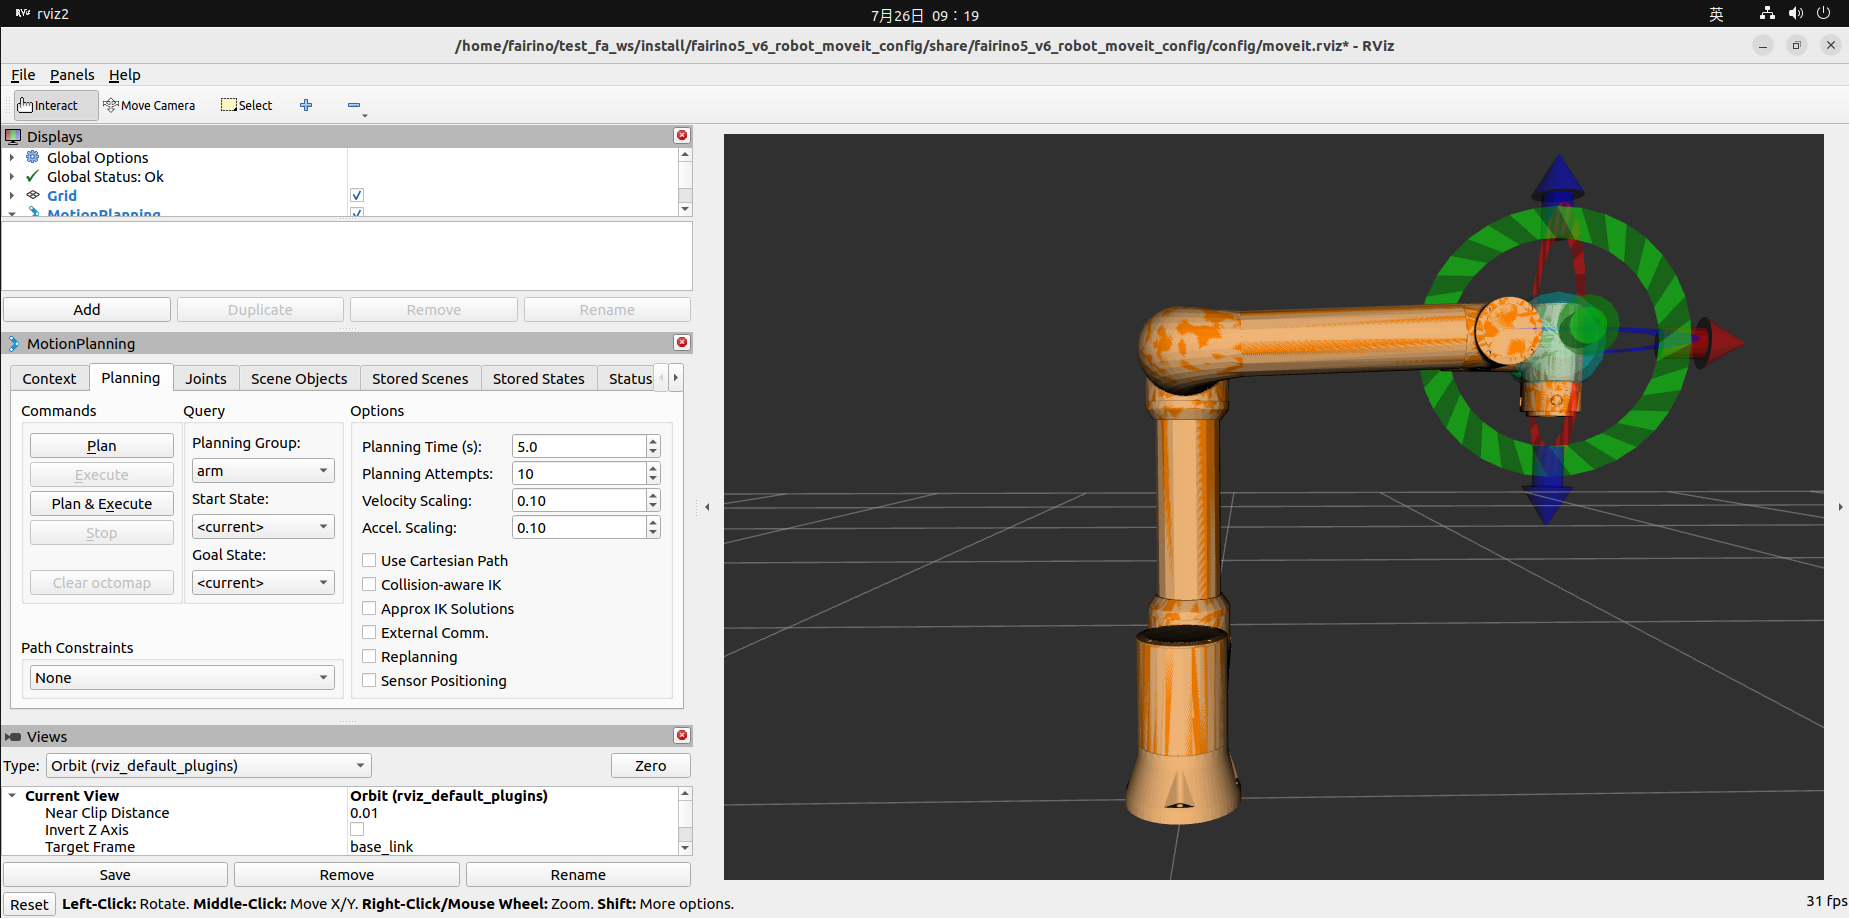 rviz2
7月26日 09：19
英
/home/fairino/test_fa_ws/install/fairino5_v6_robot_moveit_config/share/fairino5_v6_robot_moveit_config/config/moveit.rviz* - RViz
File Panels Help
Interact Move Camera Select
Displays
Global Options
Global Status: Ok
Grid
MotionPlanning
Add Duplicate Remove Rename
MotionPlanning
Context Planning Joints Scene Objects Stored Scenes Stored States Status
Commands Query Options
Plan
Execute
Plan & Execute
Stop
Clear octomap
Planning Group:
arm
Start State:
<current>
Goal State:
<current>
Planning Time (s): 5.0
Planning Attempts: 10
Velocity Scaling: 0.10
Accel. Scaling: 0.10
Use Cartesian Path
Collision-aware IK
Approx IK Solutions
External Comm.
Replanning
Sensor Positioning
Path Constraints
None
Views
Type: Orbit (rviz_default_plugins) Zero
Current View Orbit (rviz_default_plugins)
Near Clip Distance 0.01
Invert Z Axis
Target Frame base_link
Save Remove Rename
Reset Left-Click: Rotate. Middle-Click: Move X/Y. Right-Click/Mouse Wheel: Zoom. Shift: More options.
31 fps